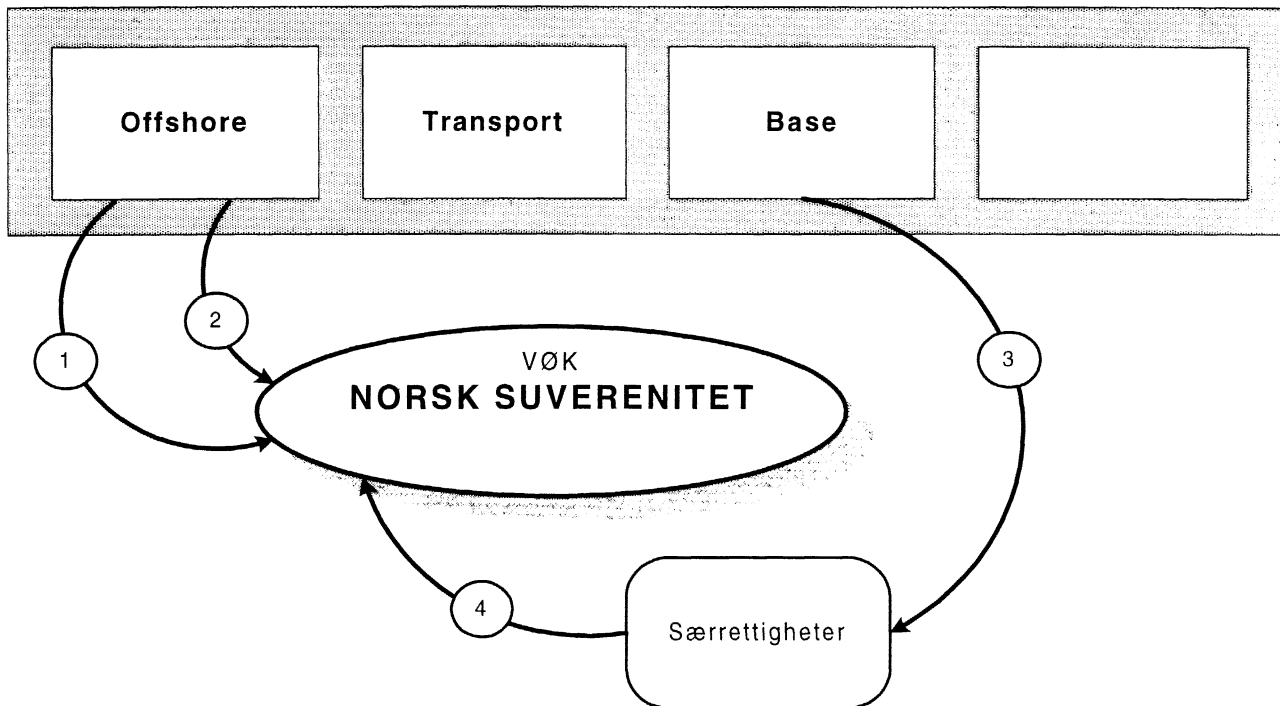 Offshore
Transport
Base
2
1
VØK
NORSK SUVERENITET
3
4
Særrettigheter